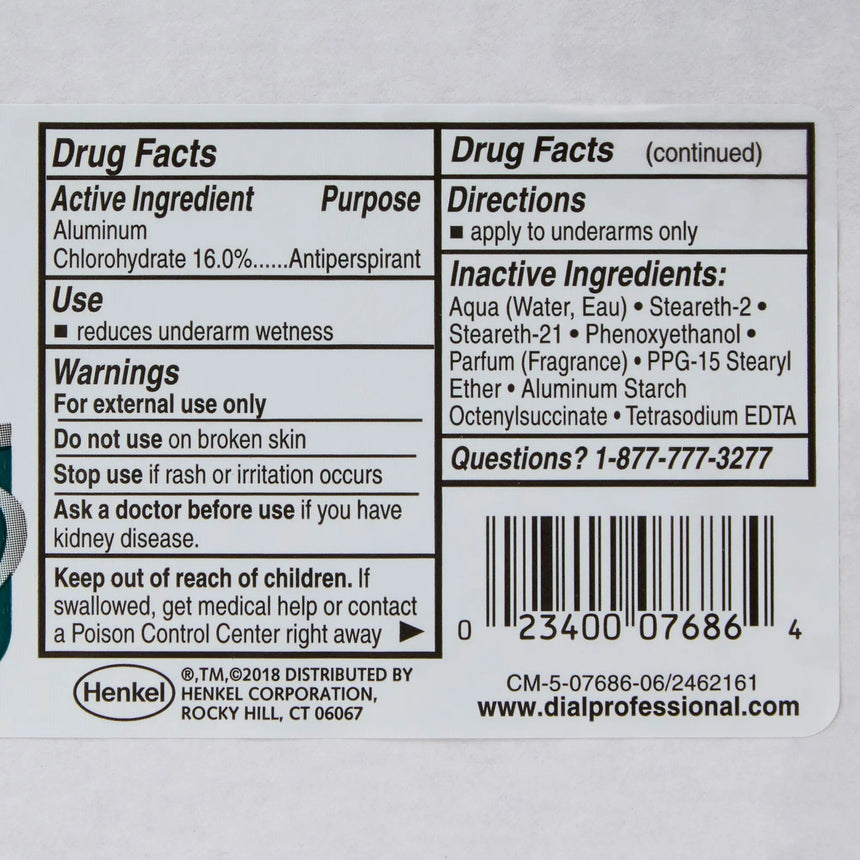 Drug Facts
Active Ingredient Purpose
Aluminum
Chlorohydrate 16.0%......Antiperspirant
Use
■ reduces underarm wetness
Warnings
For external use only
Do not use on broken skin
Stop use if rash or irritation occurs
Ask a doctor before use if you have
kidney disease.
Keep out of reach of children. If
swallowed, get medical help or contact
a Poison Control Center right away ►
Henkel
®,TM,©2018 DISTRIBUTED BY
HENKEL CORPORATION,
ROCKY HILL, CT 06067
Drug Facts (continued)
Directions
■ apply to underarms only
Inactive Ingredients:
Aqua (Water, Eau) • Steareth-2 •
Steareth-21 • Phenoxyethanol •
Parfum (Fragrance) • PPG-15 Stearyl
Ether • Aluminum Starch
Octenylsuccinate • Tetrasodium EDTA
Questions? 1-877-777-3277
0 23400 07686 4
CM-5-07686-06/2462161
www.dialprofessional.com